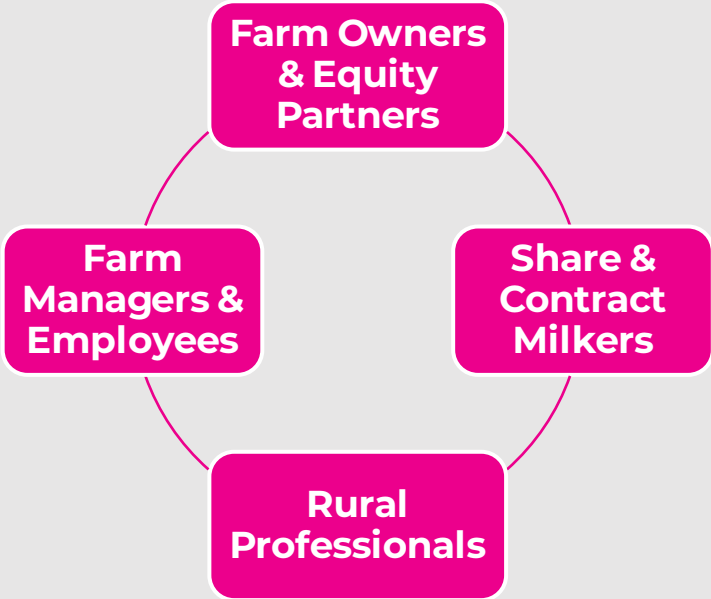 Farm Owners
& Equity
Partners
Farm
Managers &
Employees
Share &
Contract
Milkers
Rural
Professionals